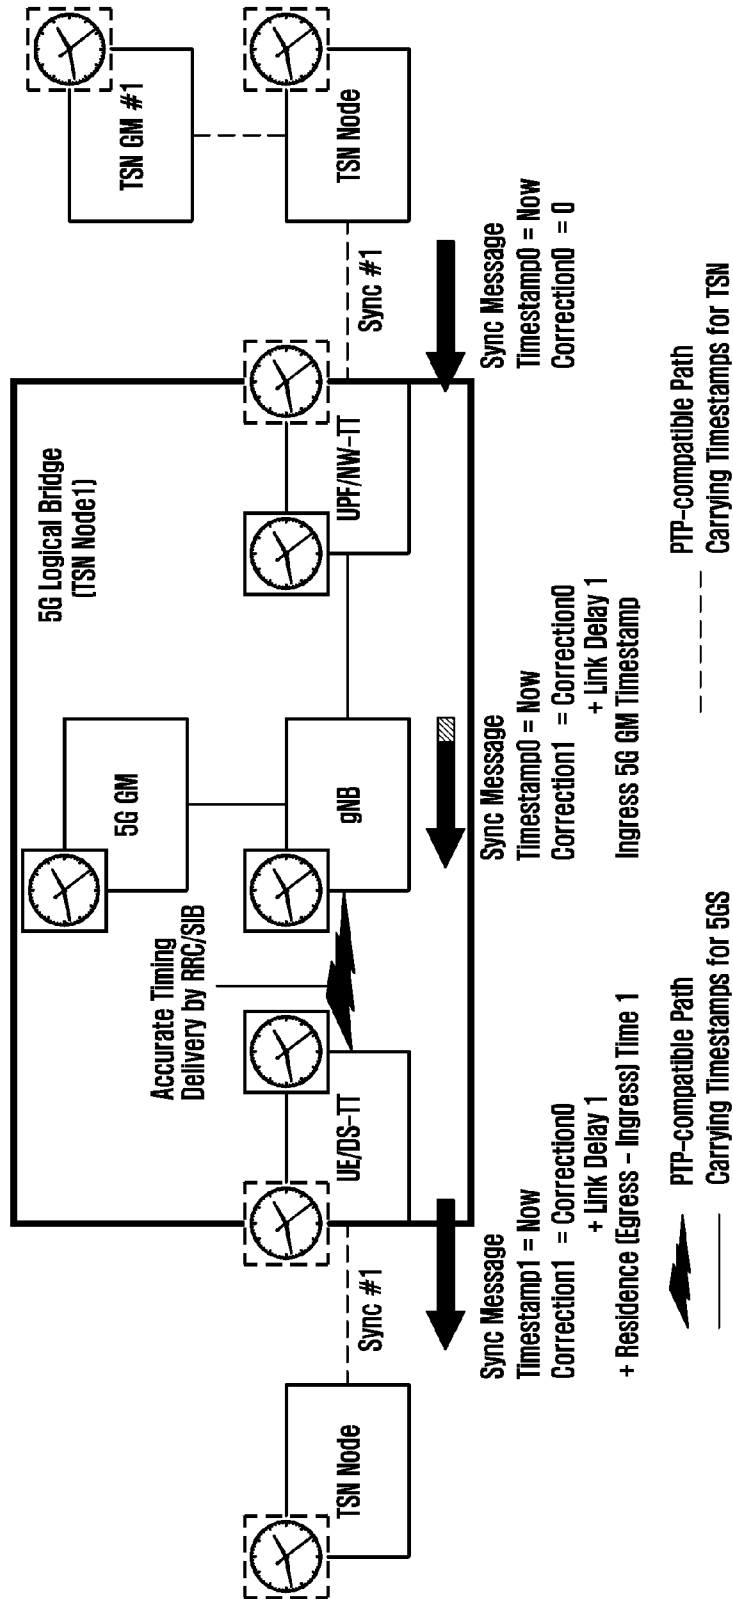 TSN GM #1
TSN Node
Sync #1
5G Logical Bridge
(TSN Node1)
UPF/NW-TT
5G GM
gNB
Accurate Timing
Delivery by RRC/SIB
UE/DS-TT
Sync #1
TSN Node
Sync Message
Timestamp1 = Now
Correction1 = Correction0
+ Link Delay 1
+ Residence (Egress - Ingress) Time 1
Sync Message
Timestamp0 = Now
Correction1 = Correction0
+ Link Delay 1
Ingress 5G GM Timestamp
Sync Message
Timestamp0 = Now
Correction0 = 0
PTP-compatible Path
Carrying Timestamps for 5GS
PTP-compatible Path
Carrying Timestamps for TSN